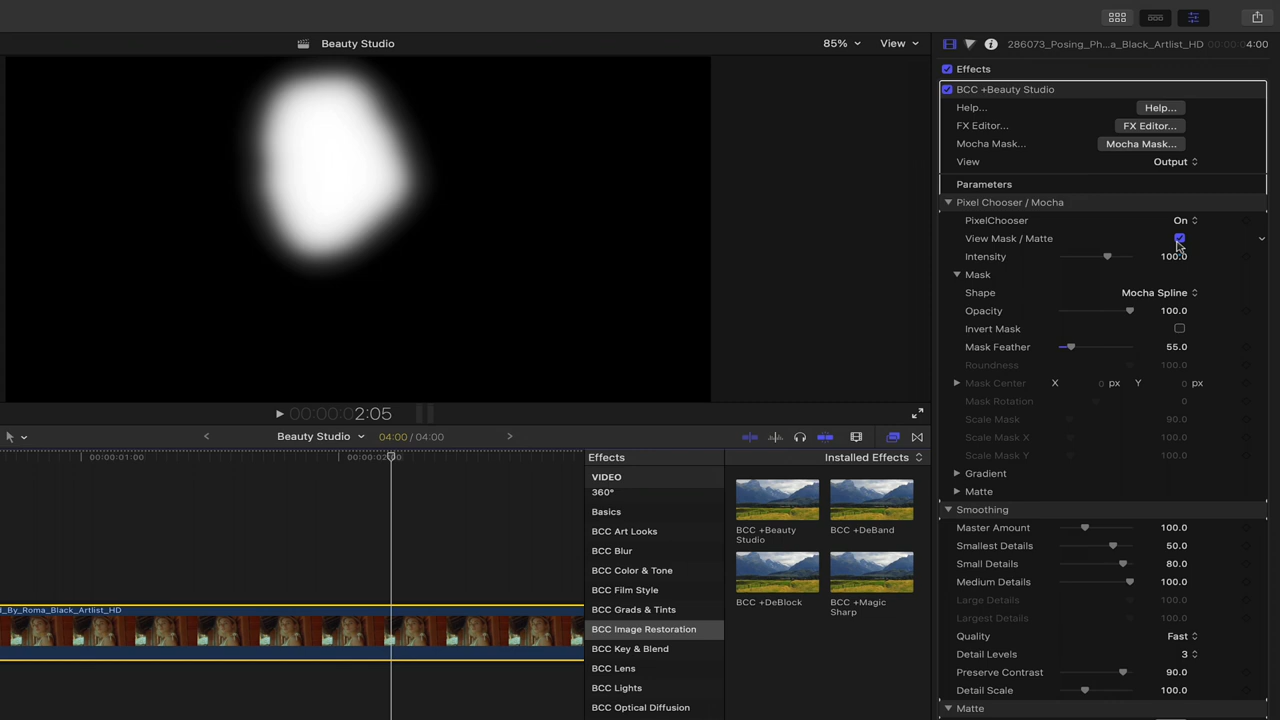 Beauty Studio
85%
View
286073_Posing_Ph...a_Black_Artlist_HD
4:00
Effects
BCC +Beauty Studio
Help...
Help...
FX Editor...
FX Editor...
Mocha Mask...
Mocha Mask...
View
Output
Parameters
Pixel Chooser / Mocha
PixelChooser
On
View Mask / Matte
Intensity
100.0
Mask
Shape
Mocha Spline
Opacity
100.0
Invert Mask
Mask Feather
55.0
Roundness
100.0
Mask Center
X 0 px Y 0 px
Mask Rotation
0
Scale Mask
90.0
Scale Mask X
100.0
Scale Mask Y
100.0
Gradient
Matte
Smoothing
Master Amount
100.0
Smallest Details
50.0
Small Details
80.0
Medium Details
100.0
Large Details
100.0
Largest Details
100.0
Quality
Fast
Detail Levels
3
Preserve Contrast
90.0
Detail Scale
100.0
Matte
00:00:00:02:05
Beauty Studio
04:00 / 04:00
00:00:01:00
l_By_Roma_Black_Artlist_HD
Effects
Installed Effects
VIDEO
360°
Basics
BCC Art Looks
BCC Blur
BCC Color & Tone
BCC Film Style
BCC Grads & Tints
BCC Image Restoration
BCC Key & Blend
BCC Lens
BCC Lights
BCC Optical Diffusion
BCC +Beauty
Studio
BCC +DeBand
BCC +DeBlock
BCC +Magic
Sharp